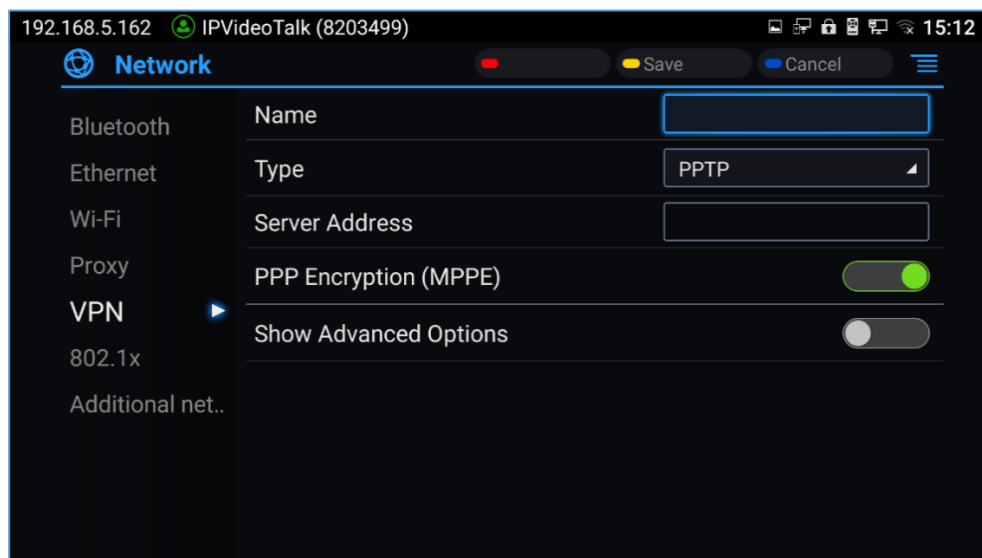 192.168.5.162 IPVideoTalk (8203499) 15:12
Network Save Cancel
Bluetooth
Ethernet
Wi-Fi
Proxy
VPN
802.1x
Additional net..
Name
Type PPTP
Server Address
PPP Encryption (MPPE)
Show Advanced Options